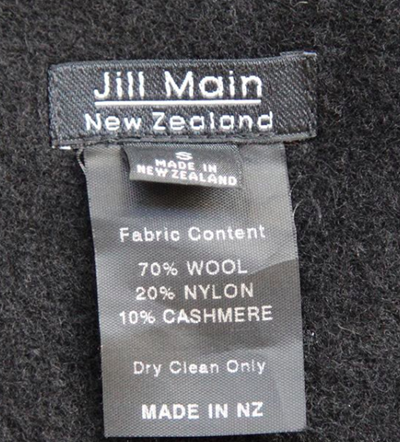 Jill Main
New Zealand
S
MADE IN
NEW ZEALAND
Fabric Content
70% WOOL
20% NYLON
10% CASHMERE
Dry Clean Only
MADE IN NZ